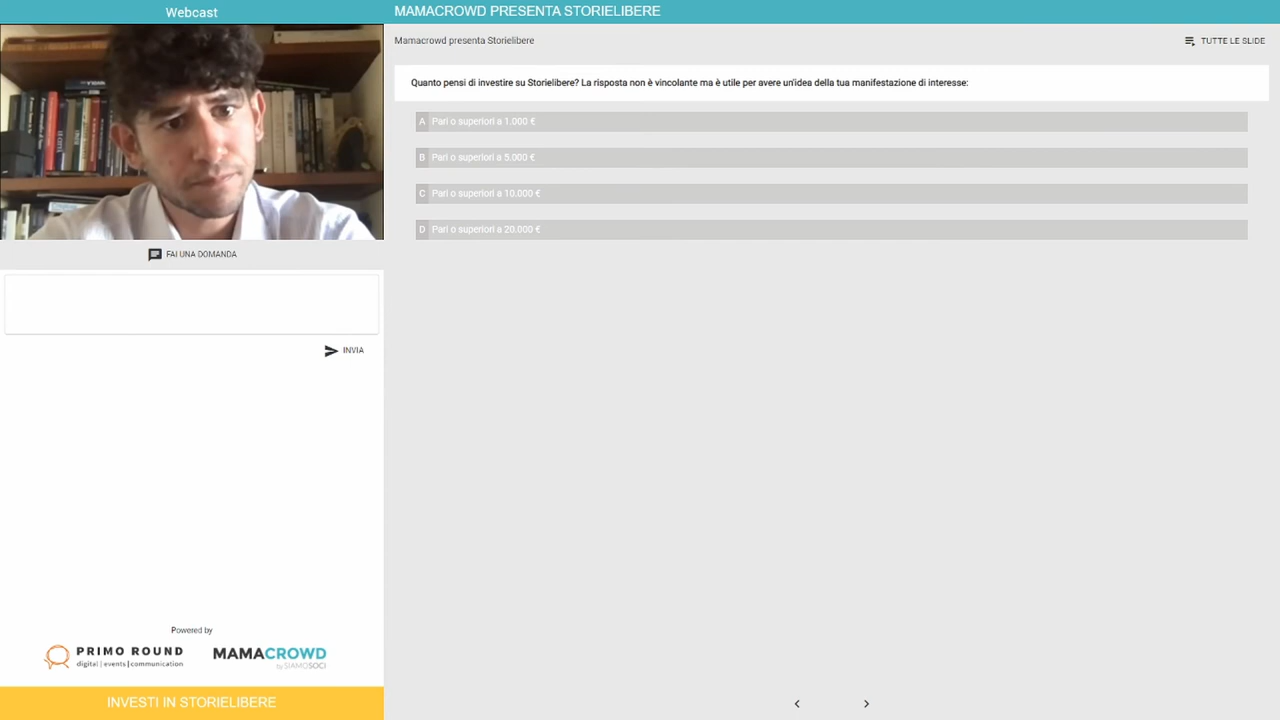 Webcast
MAMACROWD PRESENTA STORIELIBERE
Mamacrowd presenta Storielibere
TUTTE LE SLIDE
Quanto pensi di investire su Storielibere? La risposta non è vincolante ma è utile per avere un'idea della tua manifestazione di interesse:
A Pari o superiori a 1.000 €
B Pari o superiori a 5.000 €
C Pari o superiori a 10.000 €
D Pari o superiori a 20.000 €
FAI UNA DOMANDA
INVIA
Powered by
PRIMO ROUND
digital | events | communication
MAMACROWD
by SIAMOSOCI
INVESTI IN STORIELIBERE